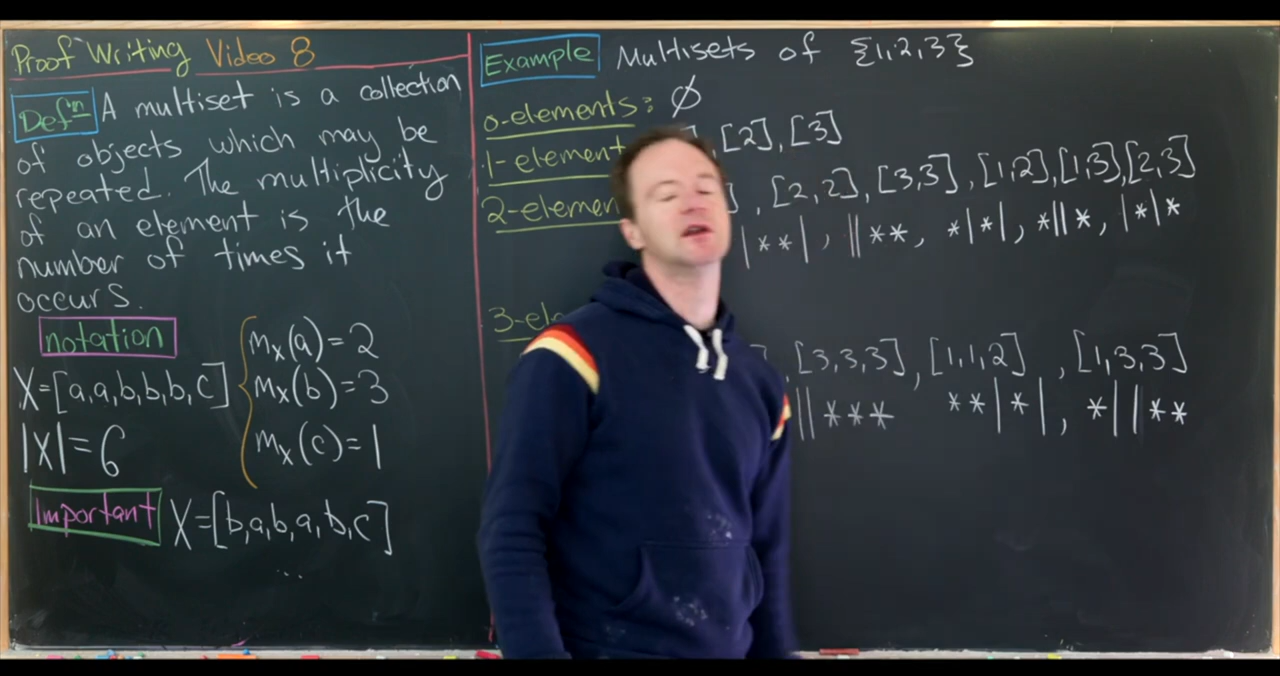 Proof Writing Video 8
Defn A multiset is a collection
of objects which may be
repeated. The multiplicity
of an element is the
number of times it
occurs.
notation
X=[a,a,b,b,b,c]
|X|=6
mx(a)=2
mx(b)=3
mx(c)=1
Important X=[b,a,b,a,b,c]
...
Example Multisets of {1,2,3}
0-elements: ∅
1-element ], [2], [3]
2-elemen ], [2,2], [3,3], [1,2], [1,3], [2,3]
|**|, ||**, *|*|, *||*, |*|*
3-ele ], [3,3,3], [1,1,2], [1,3,3]
||*** **|*|, *||**